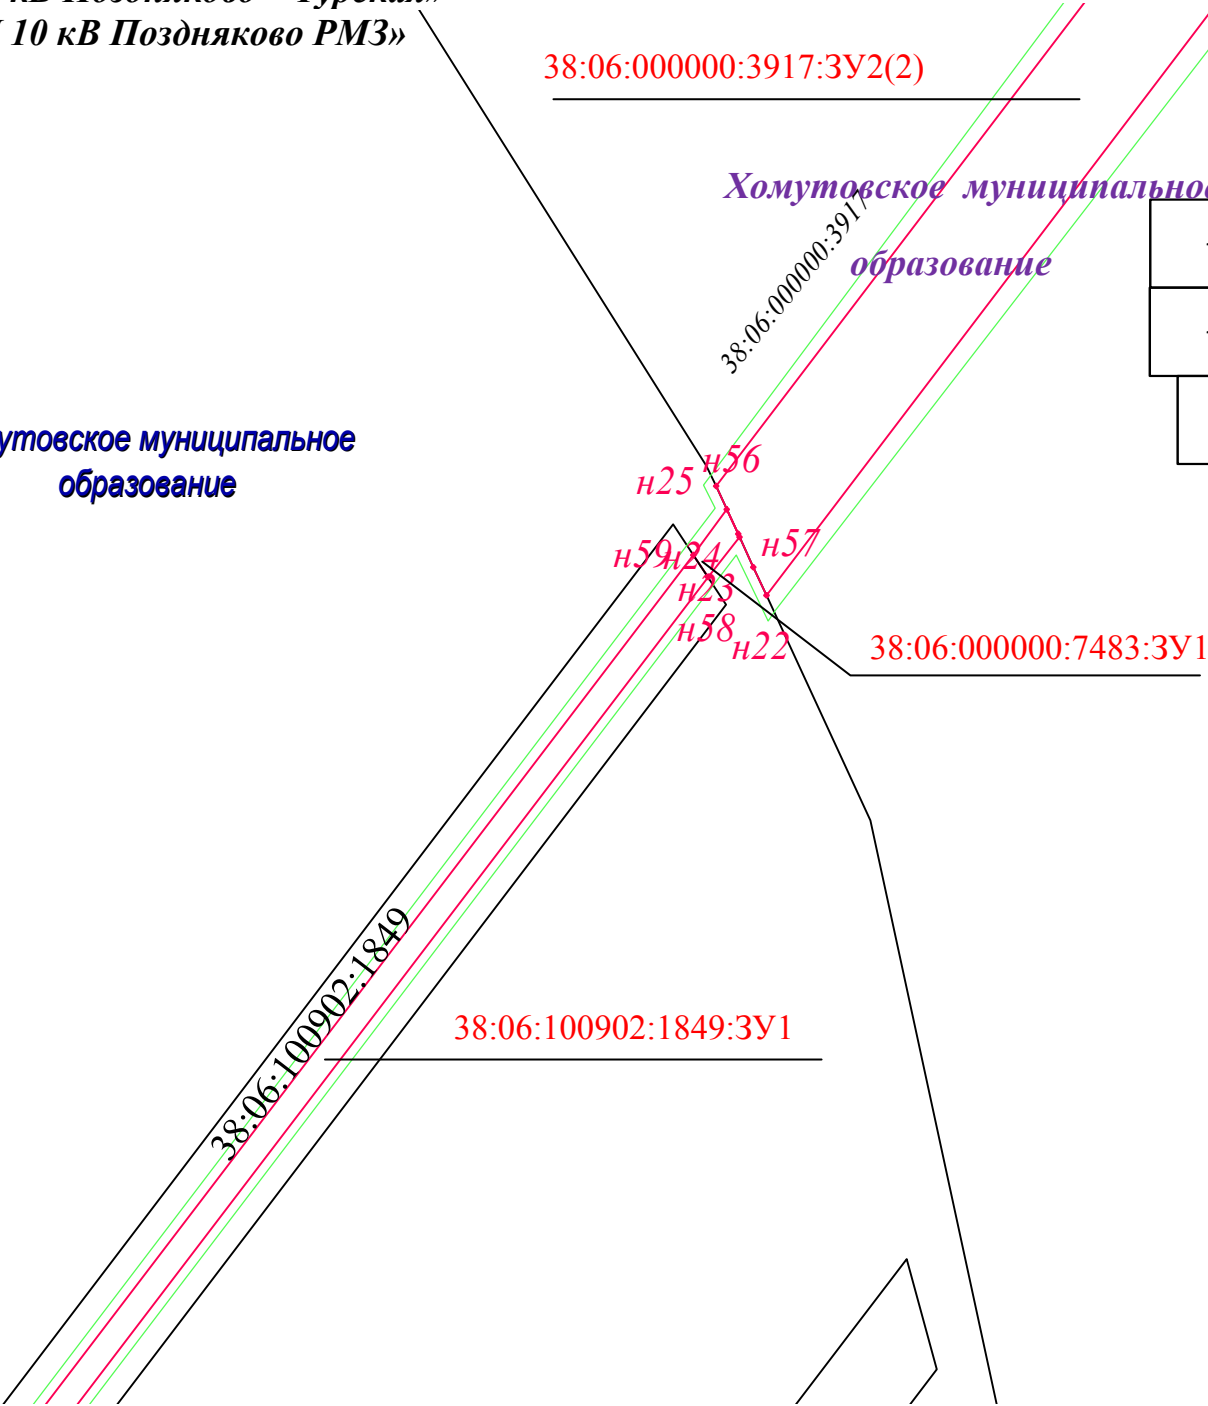 10 кВ Поздняково РМЗ»
38:06:000000:3917:ЗУ2(2)
Хомутовское муниципальное
образование
38:06:000000:3917
муниципальное
образование
н56
н25
н57
н59
н24
н23
н58
н22
38:06:000000:7483:ЗУ1
38:06:100902:1849
38:06:100902:1849:ЗУ1